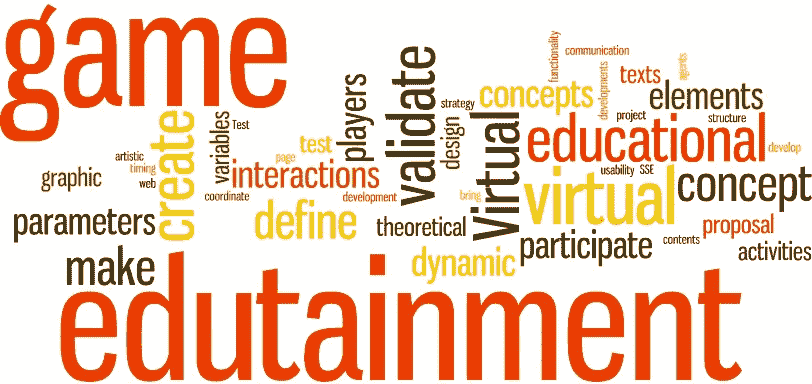 game
communication
functionality
developments
agents
texts
players
validate
strategy
concepts
elements
project
structure
create
variables
Test
test
design
Virtual
educational
develop
artistic
timing
web
page
graphic
interactions
coordinate
development
bring
usability
SSE
virtual
concept
parameters
define
theoretical
participate
contents
proposal
activities
make
dynamic
edutainment